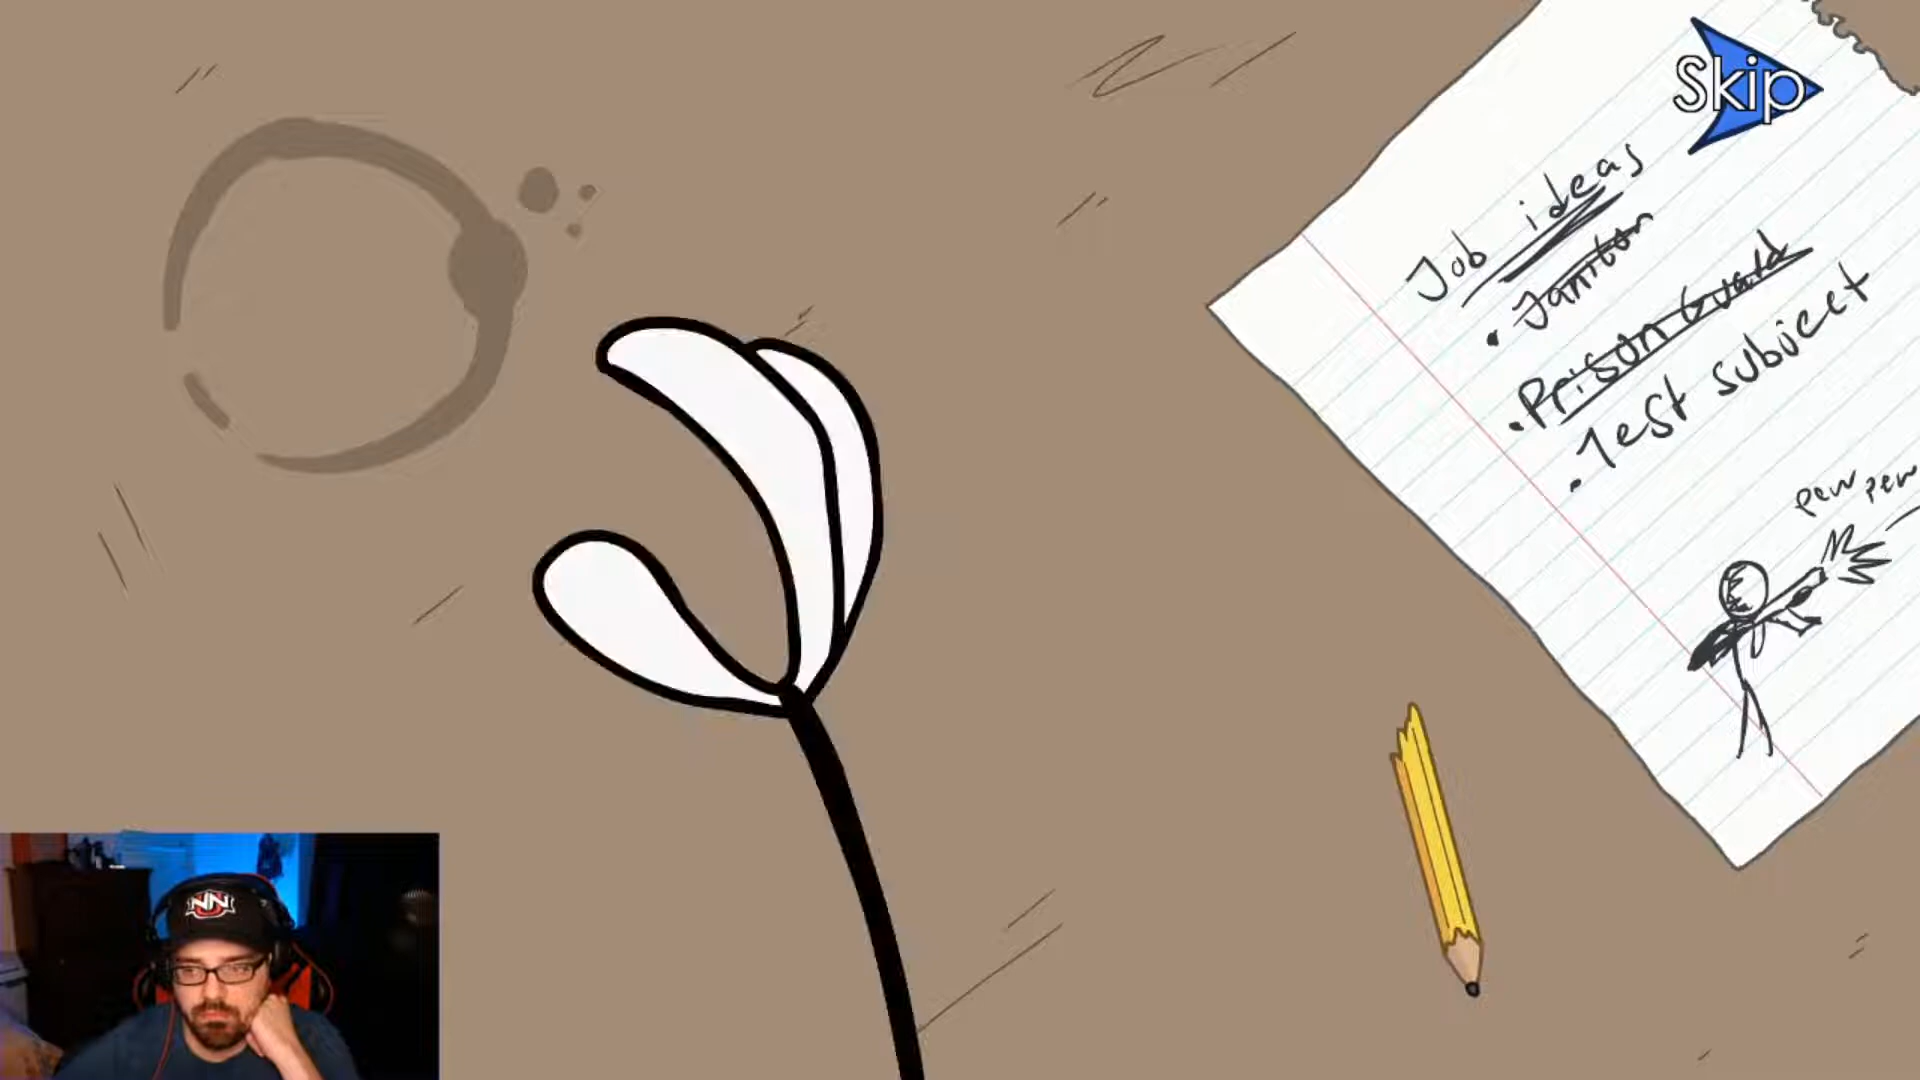 Skip
Job ideas
• Janitor
• Prison Guard
• Test subject
pew pew